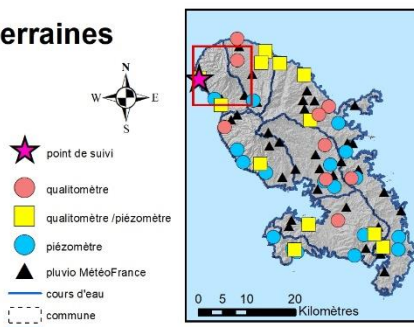 erraines
N
W E
S
point de suivi
qualitomètre
qualitomètre /piézomètre
piézomètre
pluvio MétéoFrance
cours d'eau
commune
0 5 10 20
Kilomètres